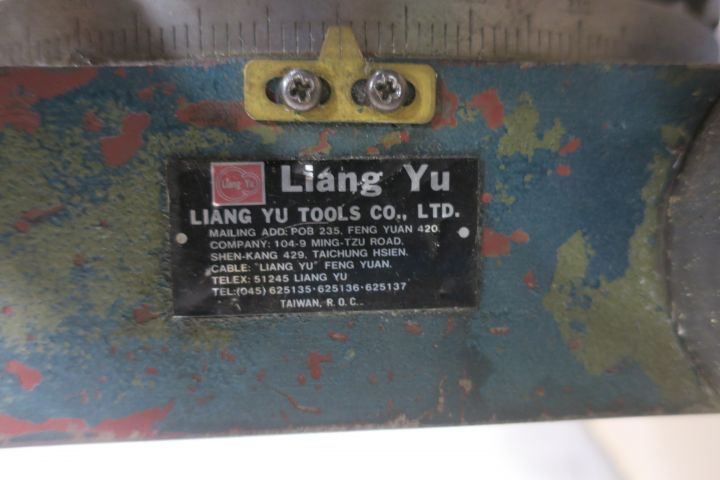 Liang Yu Liang Yu
LIANG YU TOOLS CO., LTD.
MAILING ADD: POB 235, FENG YUAN 420.
COMPANY: 104-9 MING-TZU ROAD,
SHEN-KANG 429, TAICHUNG HSIEN.
CABLE: "LIANG YU" FENG YUAN.
TELEX: 51245 LIANG YU
TEL:(045) 625135·625136·625137
TAIWAN, R.O.C.